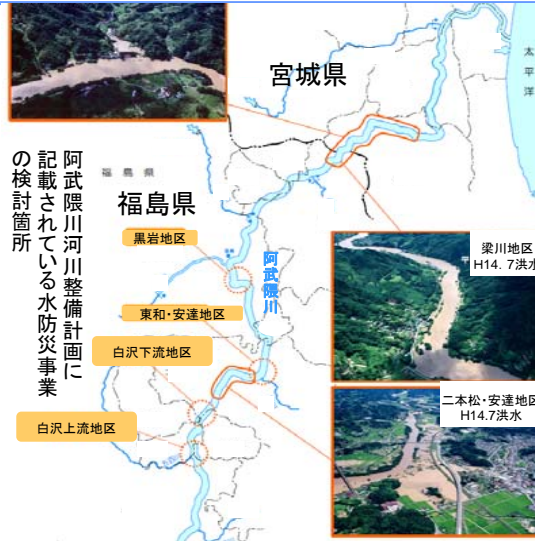 宮城県
太平洋
阿武隈川河川整備計画に
記載されている水防災事業
の検討箇所
福島県
福島県
黒岩地区
阿武隈川
梁川地区
H14.7洪水
東和・安達地区
白沢下流地区
二本松・安達地区
H14.7洪水
白沢上流地区